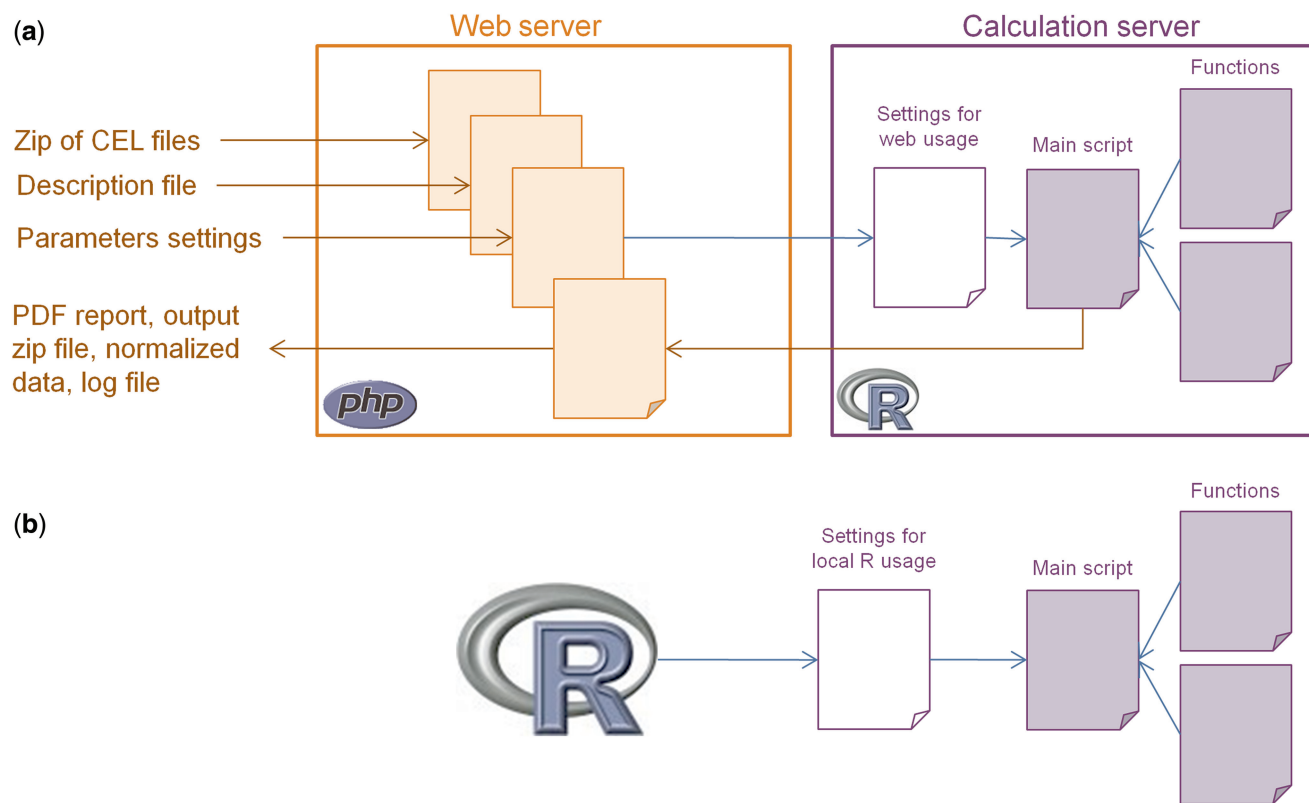 (a)
Web server
Calculation server
Functions
Settings for
web usage
Main script
Zip of CEL files
Description file
Parameters settings
PDF report, output
zip file, normalized
data, log file
php
R
(b)
Functions
Settings for
local R usage
Main script
R